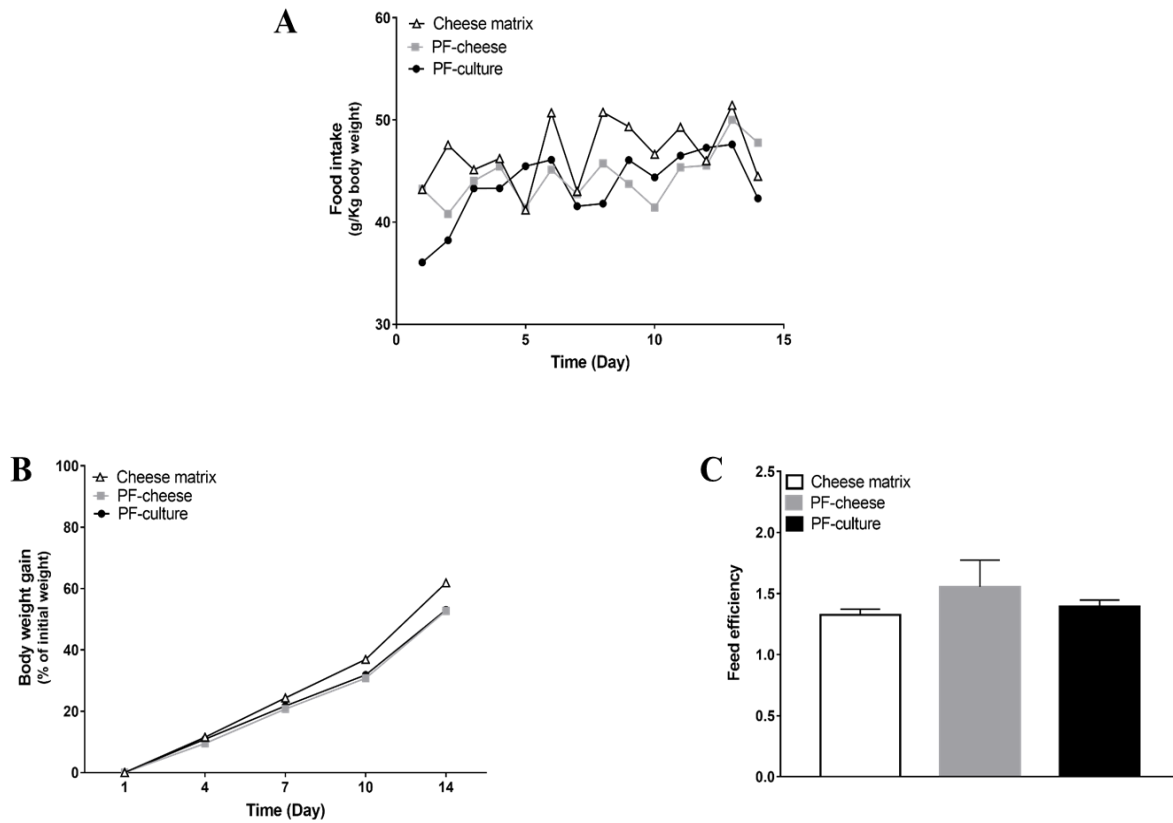 A
Cheese matrix
PF-cheese
PF-culture
Food intake
(g/Kg body weight)
60
50
40
30
0
5
10
15
Time (Day)
B
Cheese matrix
PF-cheese
PF-culture
Body weight gain
(% of initial weight)
100
80
60
40
20
0
1
4
7
10
14
Time (Day)
C
Cheese matrix
PF-cheese
PF-culture
Feed efficiency
2.5
2.0
1.5
1.0
0.5
0.0